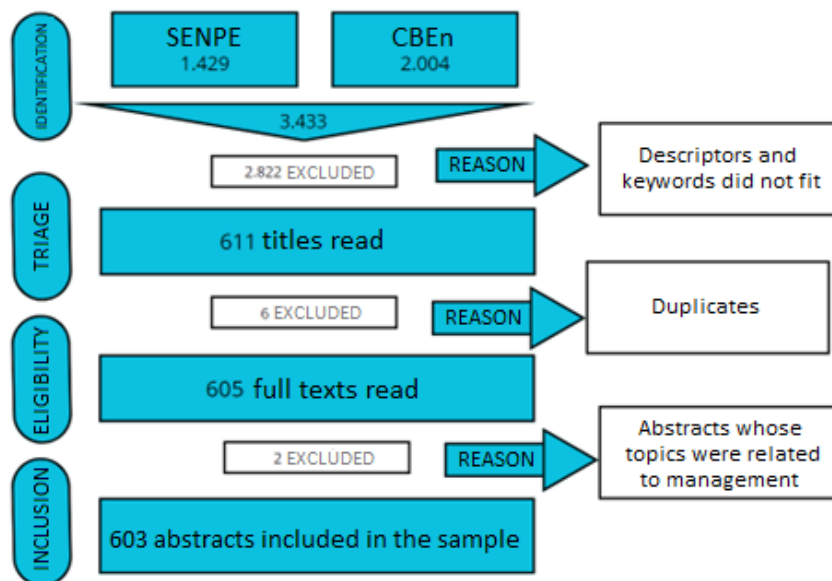 IDENTIFICATION
SENPE
1.429
CBEn
2.004
3.433
2.822 EXCLUDED
REASON
Descriptors and
keywords did not fit
TRIAGE
611 titles read
6 EXCLUDED
REASON
Duplicates
ELIGIBILITY
605 full texts read
2 EXCLUDED
REASON
Abstracts whose
topics were related
to management
INCLUSION
603 abstracts included in the sample